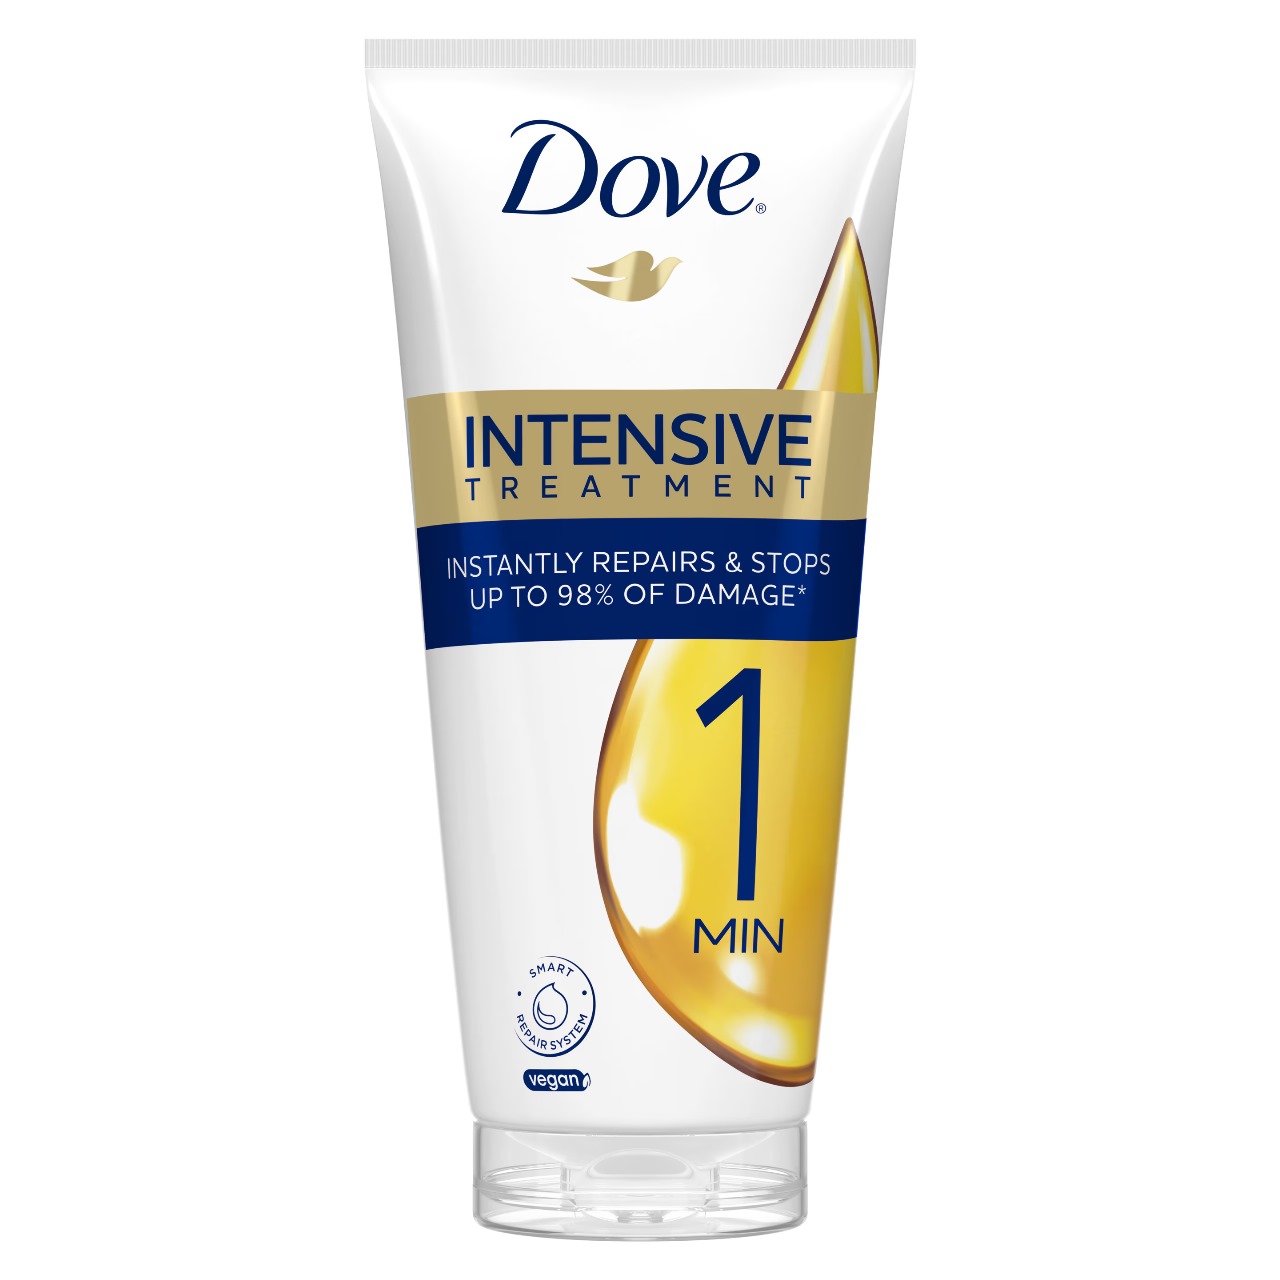 Dove®
INTENSIVE
TREATMENT
INSTANTLY REPAIRS & STOPS
UP TO 98% OF DAMAGE*
1
MIN
SMART
REPAIR SYSTEM
vegan